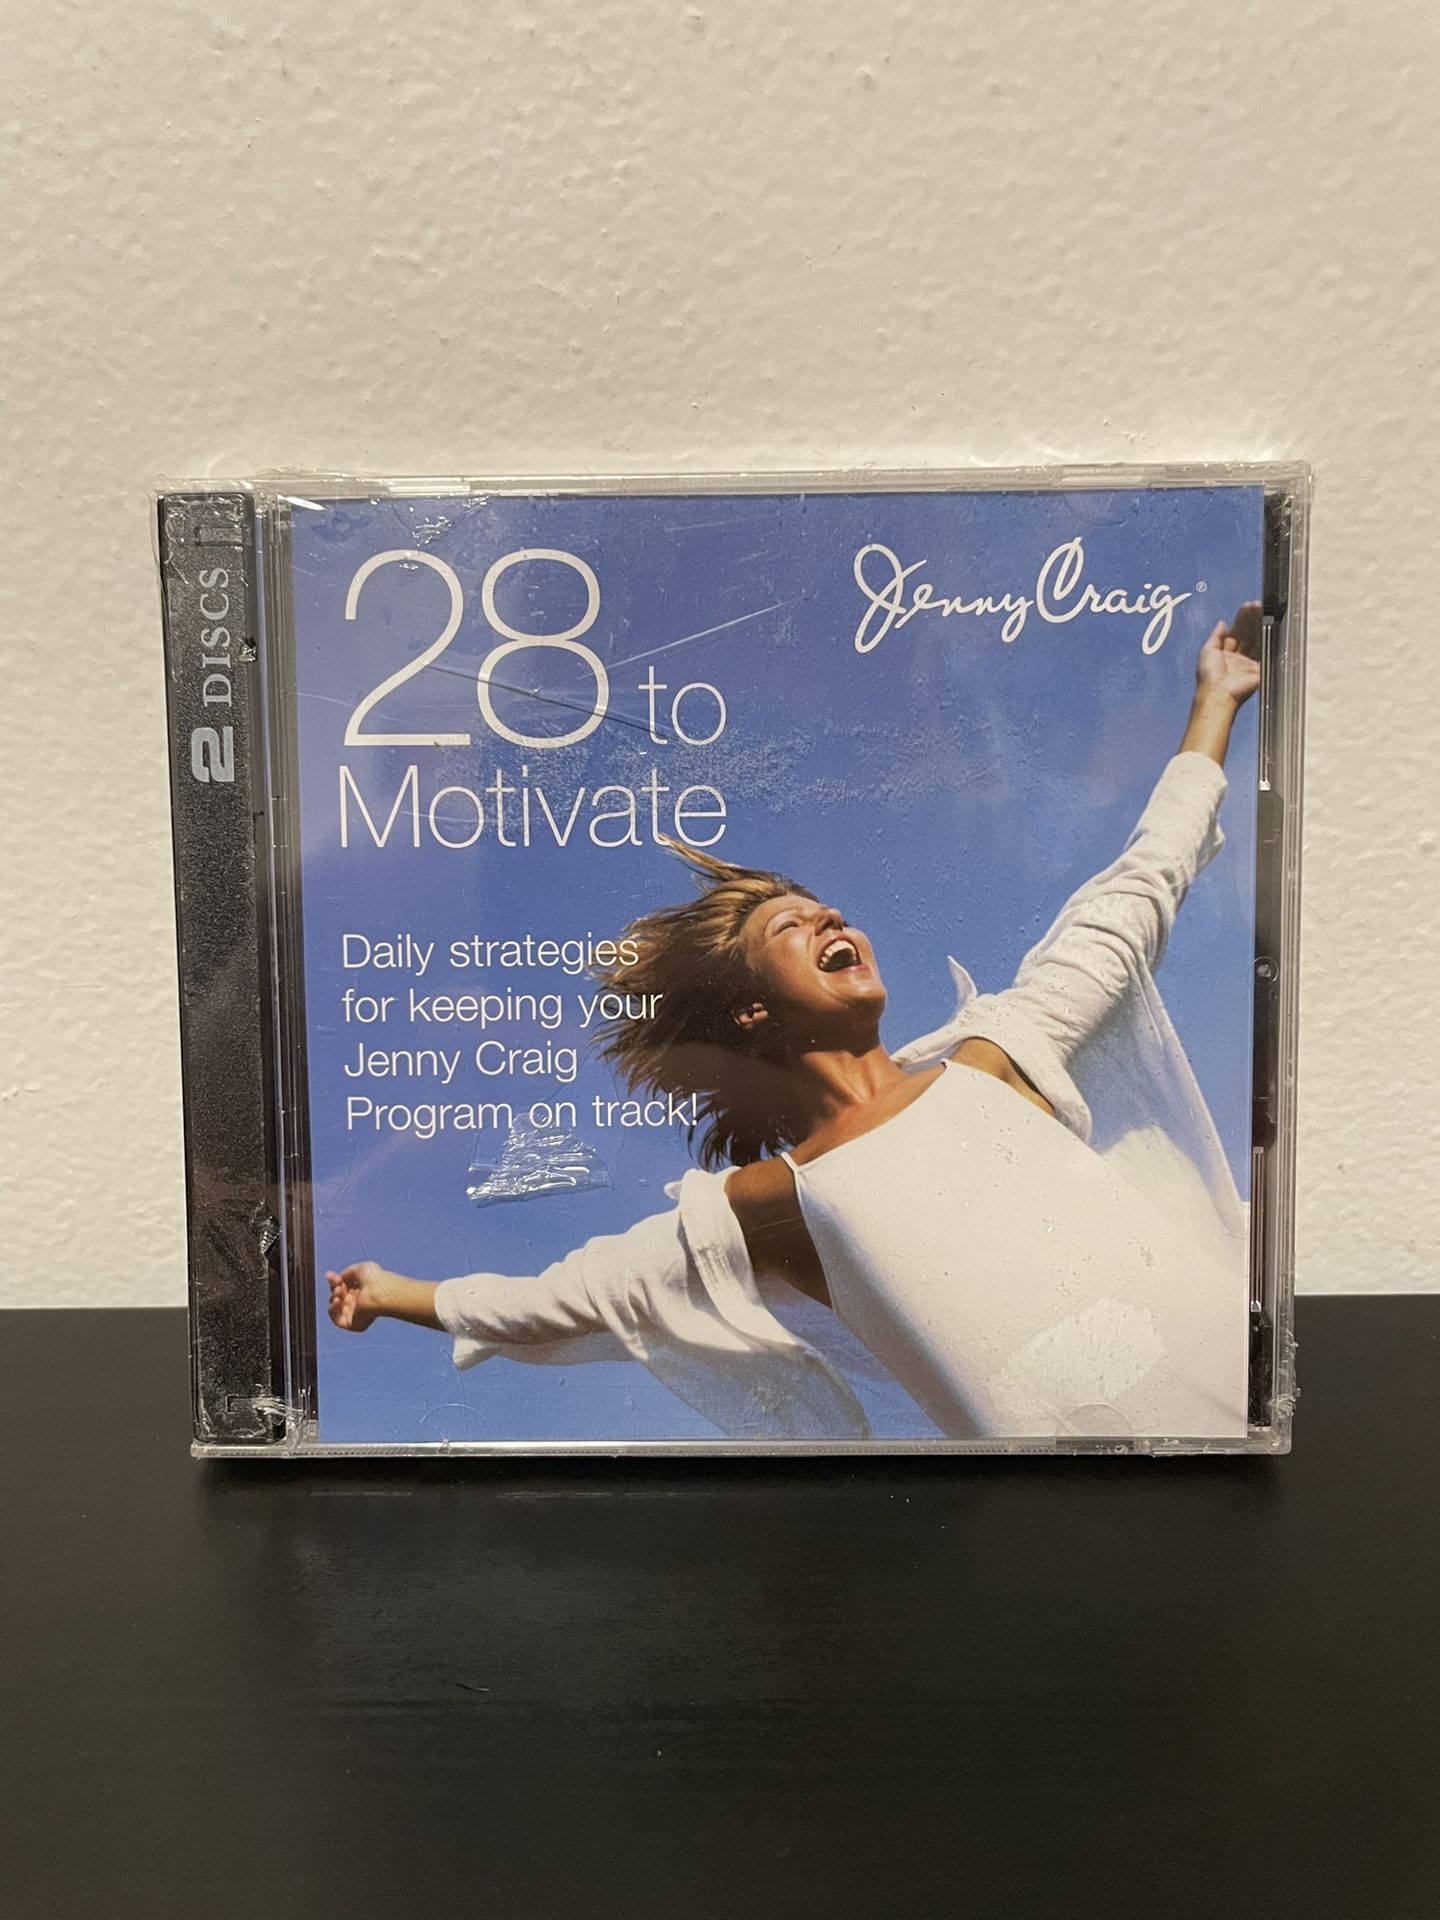 2 DISCS
28 to
Motivate
Jenny Craig®
Daily strategies
for keeping your
Jenny Craig
Program on track!